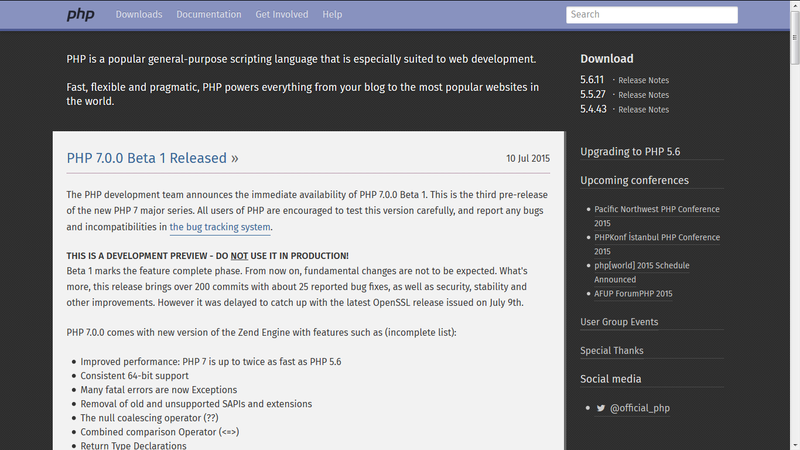 php
Downloads
Documentation
Get Involved
Help
Search
PHP is a popular general-purpose scripting language that is especially suited to web development.
Fast, flexible and pragmatic, PHP powers everything from your blog to the most popular websites in
the world.
Download
5.6.11 · Release Notes
5.5.27 · Release Notes
5.4.43 · Release Notes
PHP 7.0.0 Beta 1 Released »
10 Jul 2015
The PHP development team announces the immediate availability of PHP 7.0.0 Beta 1. This is the third pre-release
of the new PHP 7 major series. All users of PHP are encouraged to test this version carefully, and report any bugs
and incompatibilities in the bug tracking system.
THIS IS A DEVELOPMENT PREVIEW - DO NOT USE IT IN PRODUCTION!
Beta 1 marks the feature complete phase. From now on, fundamental changes are not to be expected. What's
more, this release brings over 200 commits with about 25 reported bug fixes, as well as security, stability and
other improvements. However it was delayed to catch up with the latest OpenSSL release issued on July 9th.
PHP 7.0.0 comes with new version of the Zend Engine with features such as (incomplete list):
• Improved performance: PHP 7 is up to twice as fast as PHP 5.6
• Consistent 64-bit support
• Many fatal errors are now Exceptions
• Removal of old and unsupported SAPIs and extensions
• The null coalescing operator (??)
• Combined comparison Operator (<=>)
• Return Type Declarations
Upgrading to PHP 5.6
Upcoming conferences
• Pacific Northwest PHP Conference
2015
• PHPKonf İstanbul PHP Conference
2015
• php[world] 2015 Schedule
Announced
• AFUP ForumPHP 2015
User Group Events
Special Thanks
Social media
• @official_php